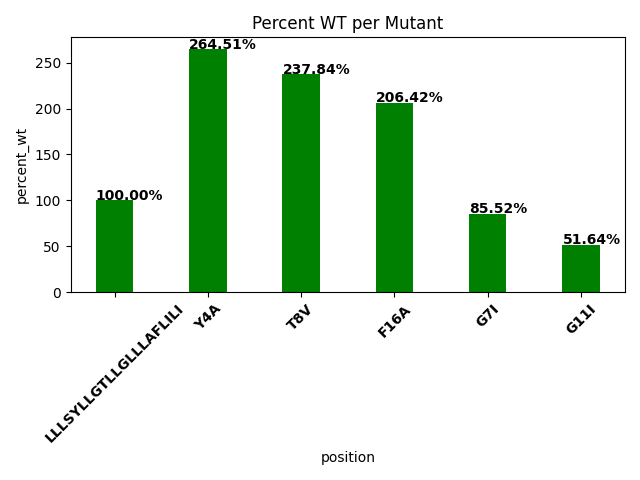 Percent WT per Mutant
percent_wt
250
200
150
100
50
0
100.00%
264.51%
237.84%
206.42%
85.52%
51.64%
LLLSYLLGTLLGLLLAFLILI
Y4A
T8V
F16A
G7I
G11I
position